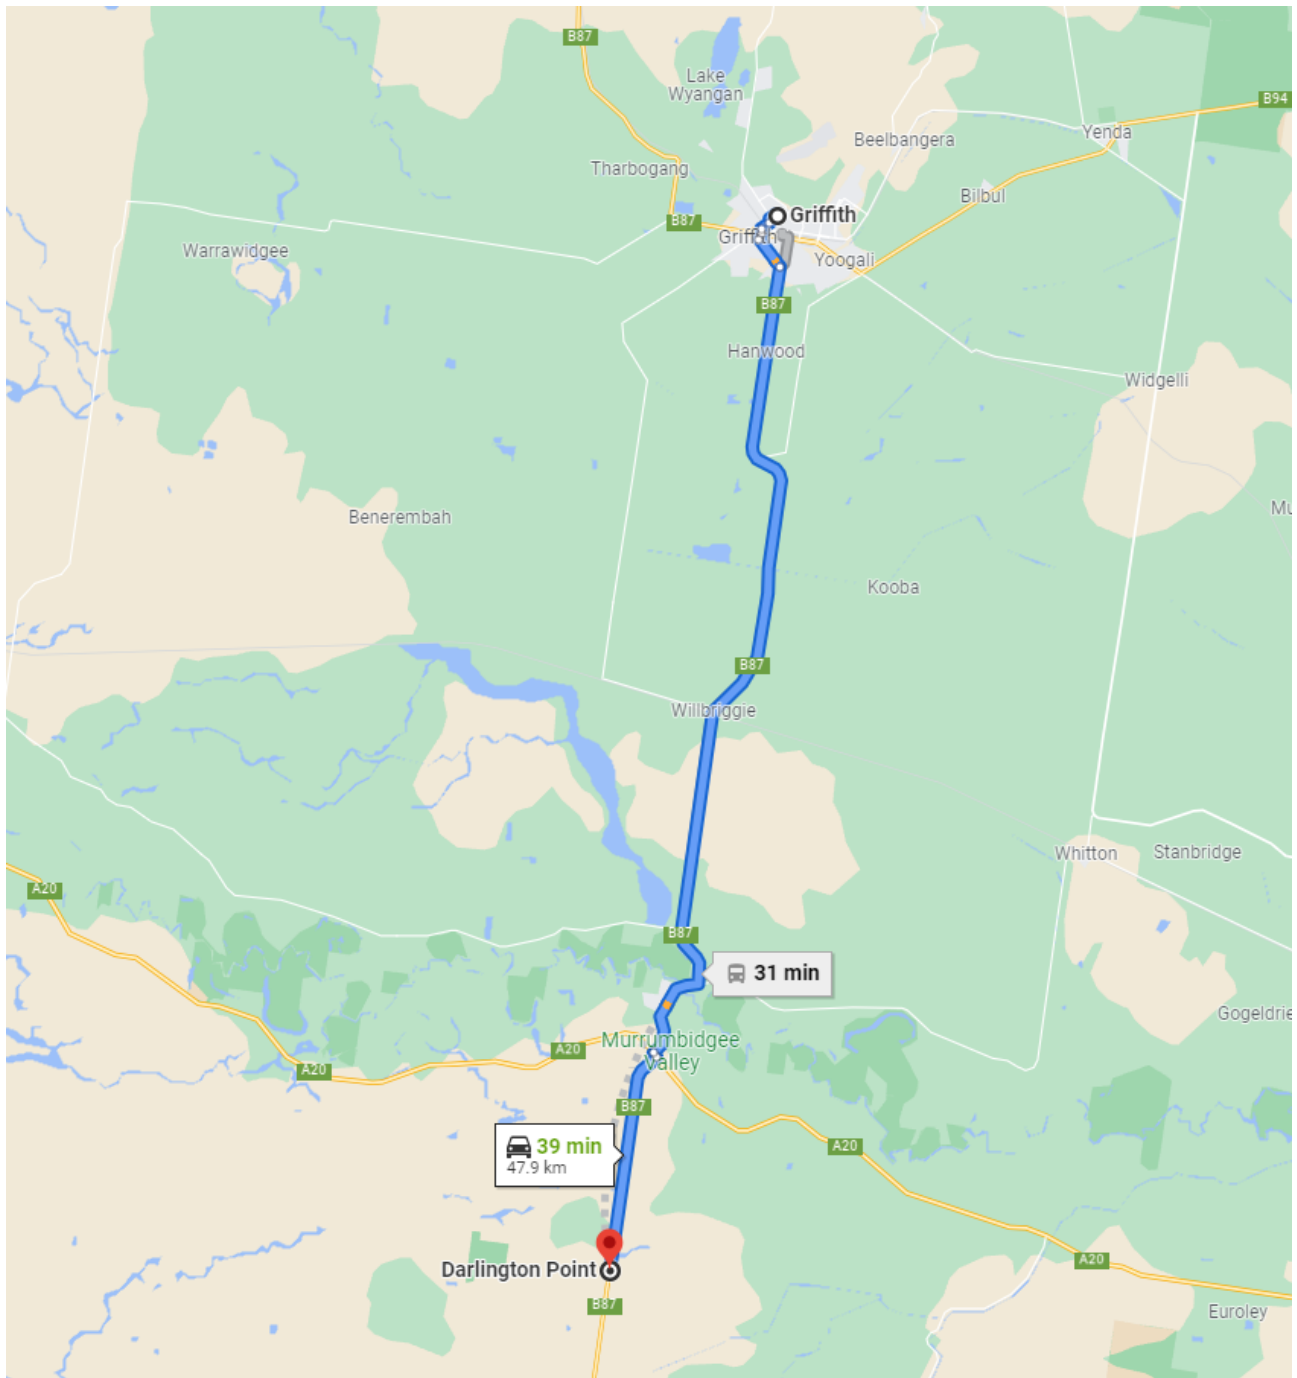 B87
Lake
Wyangan
B94
Yenda
Beelbangera
Tharbogang
Bilbul
Griffith
B87
Griffith
Warrawidgee
Yoogali
B87
Hanwood
Widgelli
Benerembah
Kooba
B87
Willbriggie
Whitton
Stanbridge
A20
B87
31 min
Gogeldrie
Murrumbidgee
Valley
A20
A20
B87
39 min
47.9 km
A20
Darlington Point
A20
B87
Euroley